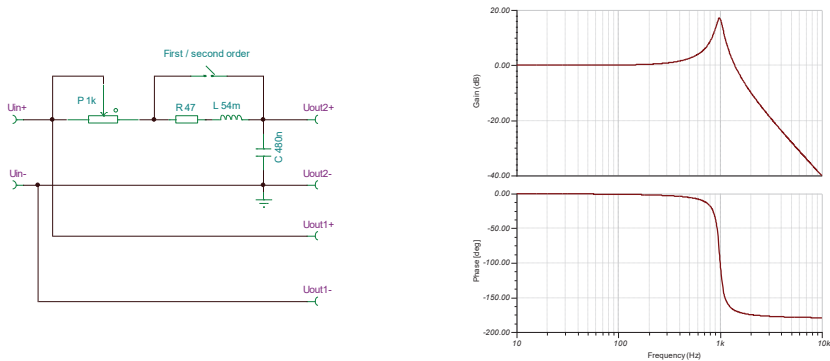 First / second order
P 1k
R 47
L 54m
Uin+
Uout2+
C 480n
Uin-
Uout2-
Uout1+
Uout1-
20.00
0.00
-20.00
-40.00
Gain (dB)
0.00
-50.00
-100.00
-150.00
-200.00
Phase [deg]
10
100
1k
10k
Frequency (Hz)